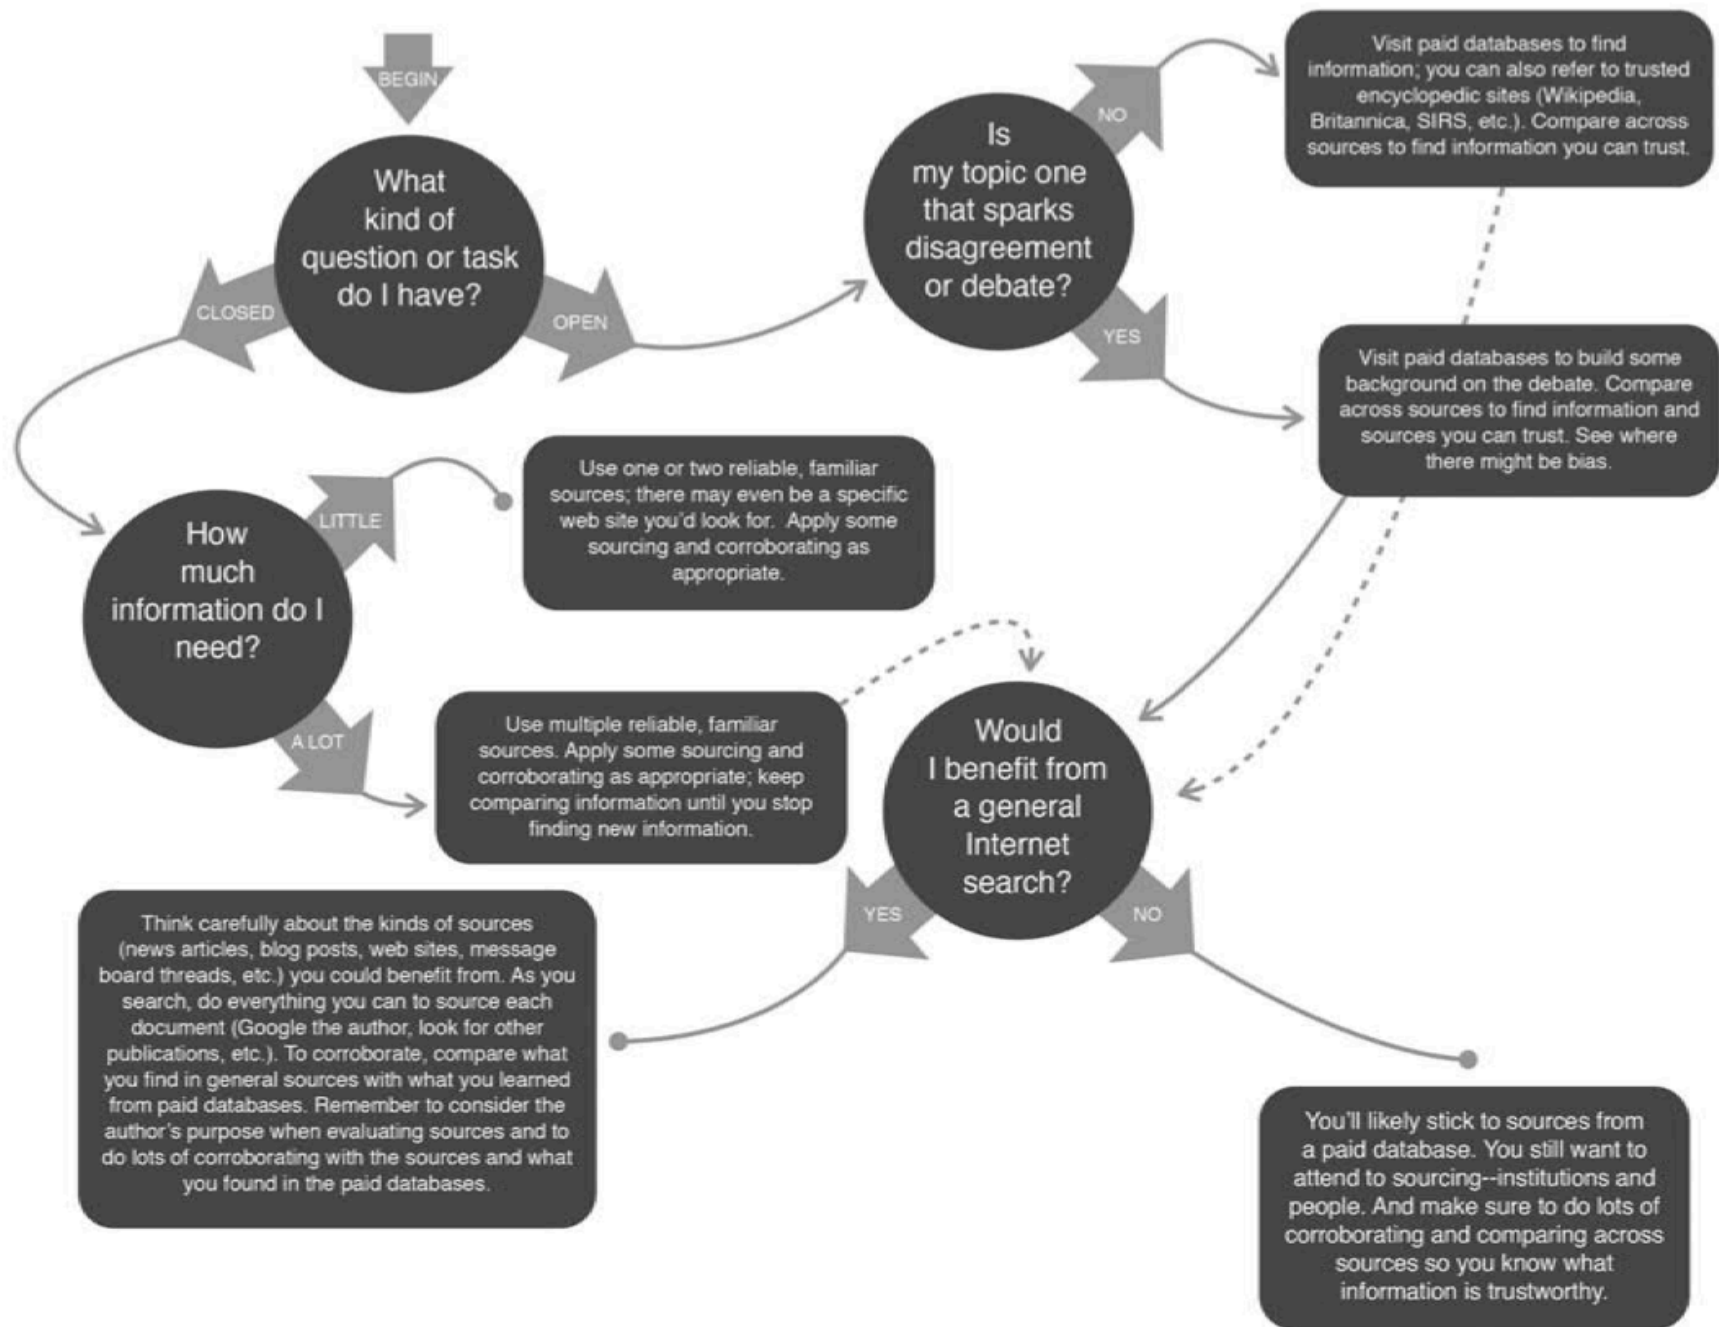 BEGIN
What
kind of
question or task
do I have?
CLOSED
OPEN
Is
my topic one
that sparks
disagreement
or debate?
NO
YES
Visit paid databases to find
information; you can also refer to trusted
encyclopedic sites (Wikipedia,
Britannica, SIRS, etc.). Compare across
sources to find information you can trust.
Visit paid databases to build some
background on the debate. Compare
across sources to find information and
sources you can trust. See where
there might be bias.
How
much
information do I
need?
LITTLE
A LOT
Use one or two reliable, familiar
sources; there may even be a specific
web site you'd look for. Apply some
sourcing and corroborating as
appropriate.
Use multiple reliable, familiar
sources. Apply some sourcing and
corroborating as appropriate; keep
comparing information until you stop
finding new information.
Would
I benefit from
a general
Internet
search?
YES
NO
Think carefully about the kinds of sources
(news articles, blog posts, web sites, message
board threads, etc.) you could benefit from. As you
search, do everything you can to source each
document (Google the author, look for other
publications, etc.). To corroborate, compare what
you find in general sources with what you learned
from paid databases. Remember to consider the
author's purpose when evaluating sources and to
do lots of corroborating with the sources and what
you found in the paid databases.
You'll likely stick to sources from
a paid database. You still want to
attend to sourcing--institutions and
people. And make sure to do lots of
corroborating and comparing across
sources so you know what
information is trustworthy.